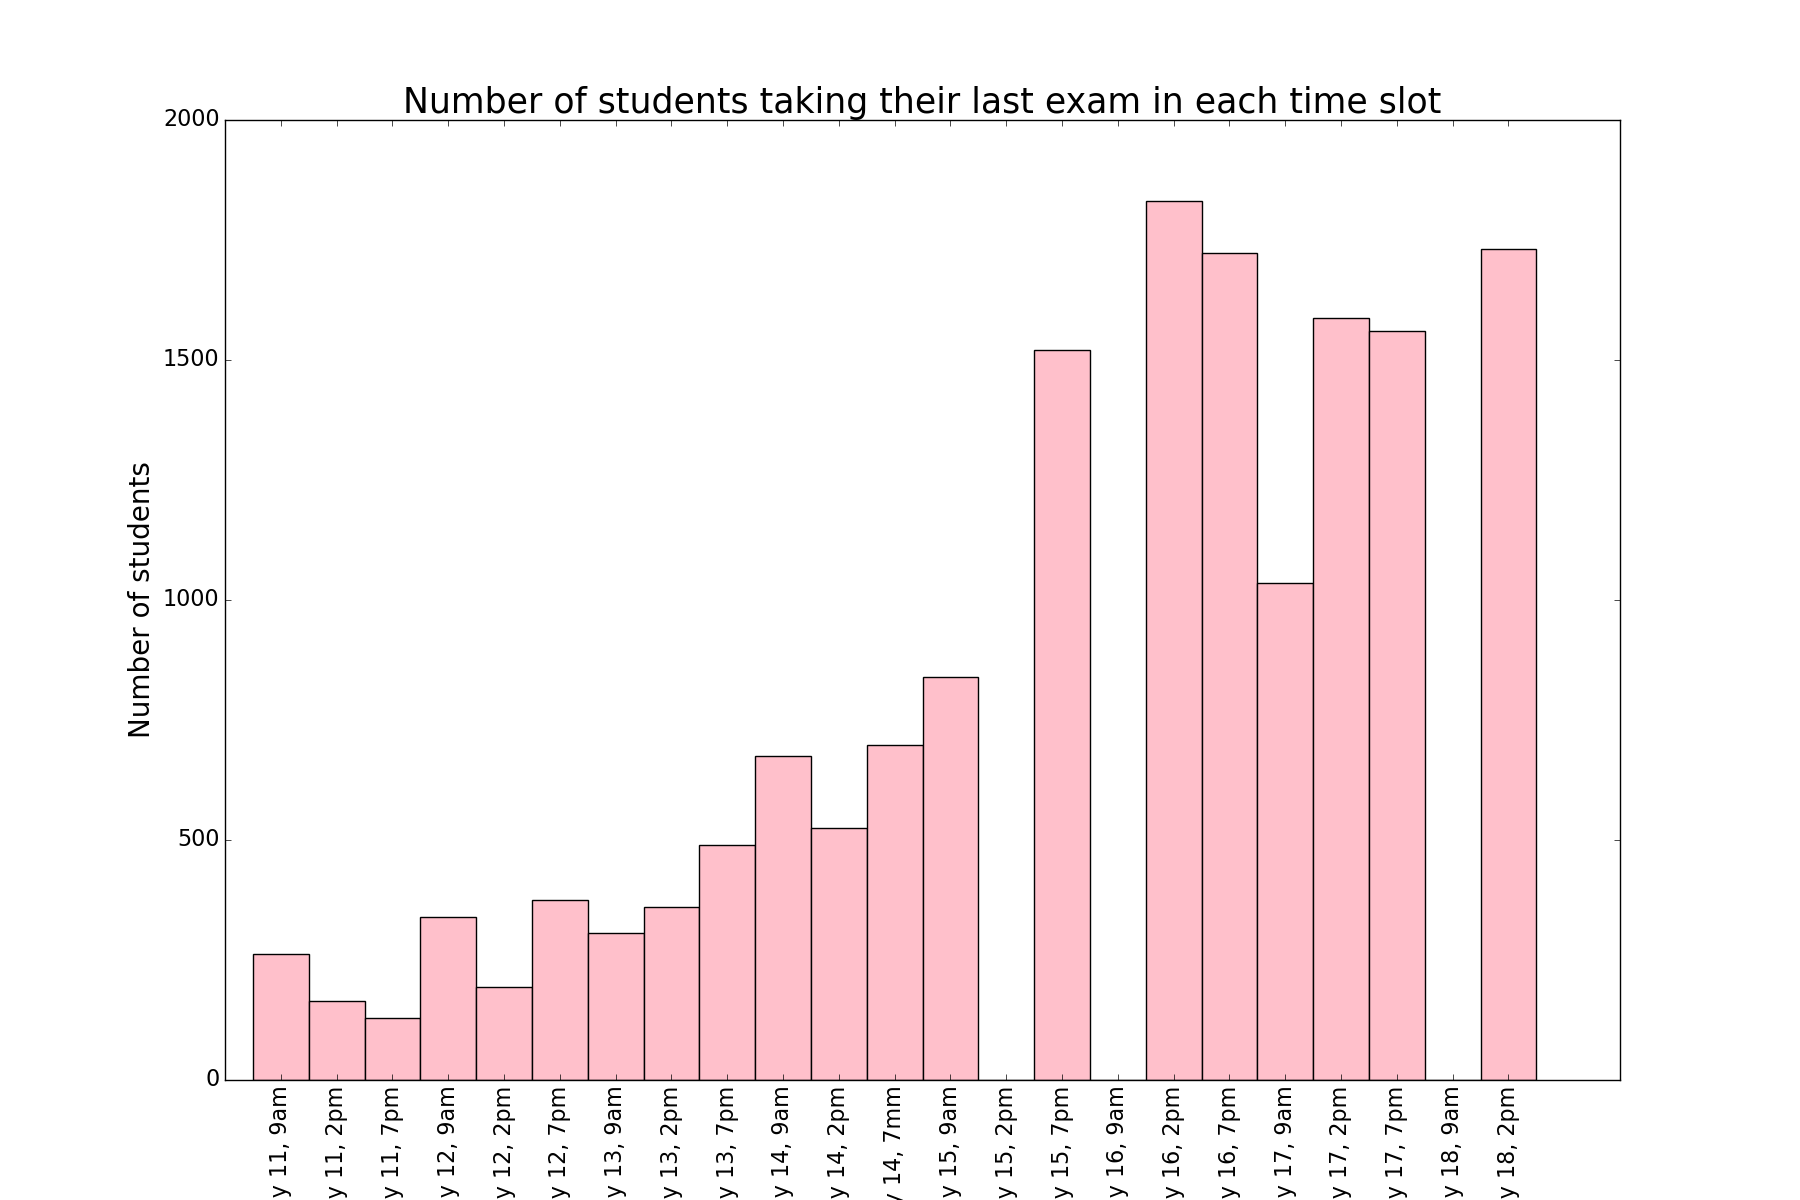 Number of students taking their last exam in each time slot
2000
1500
1000
500
0
Number of students
y 11, 9am
y 11, 2pm
y 11, 7pm
y 12, 9am
y 12, 2pm
y 12, 7pm
y 13, 9am
y 13, 2pm
y 13, 7pm
y 14, 9am
y 14, 2pm
y 14, 7mm
y 15, 9am
y 15, 2pm
y 15, 7pm
y 16, 9am
y 16, 2pm
y 16, 7pm
y 17, 9am
y 17, 2pm
y 17, 7pm
y 18, 9am
y 18, 2pm